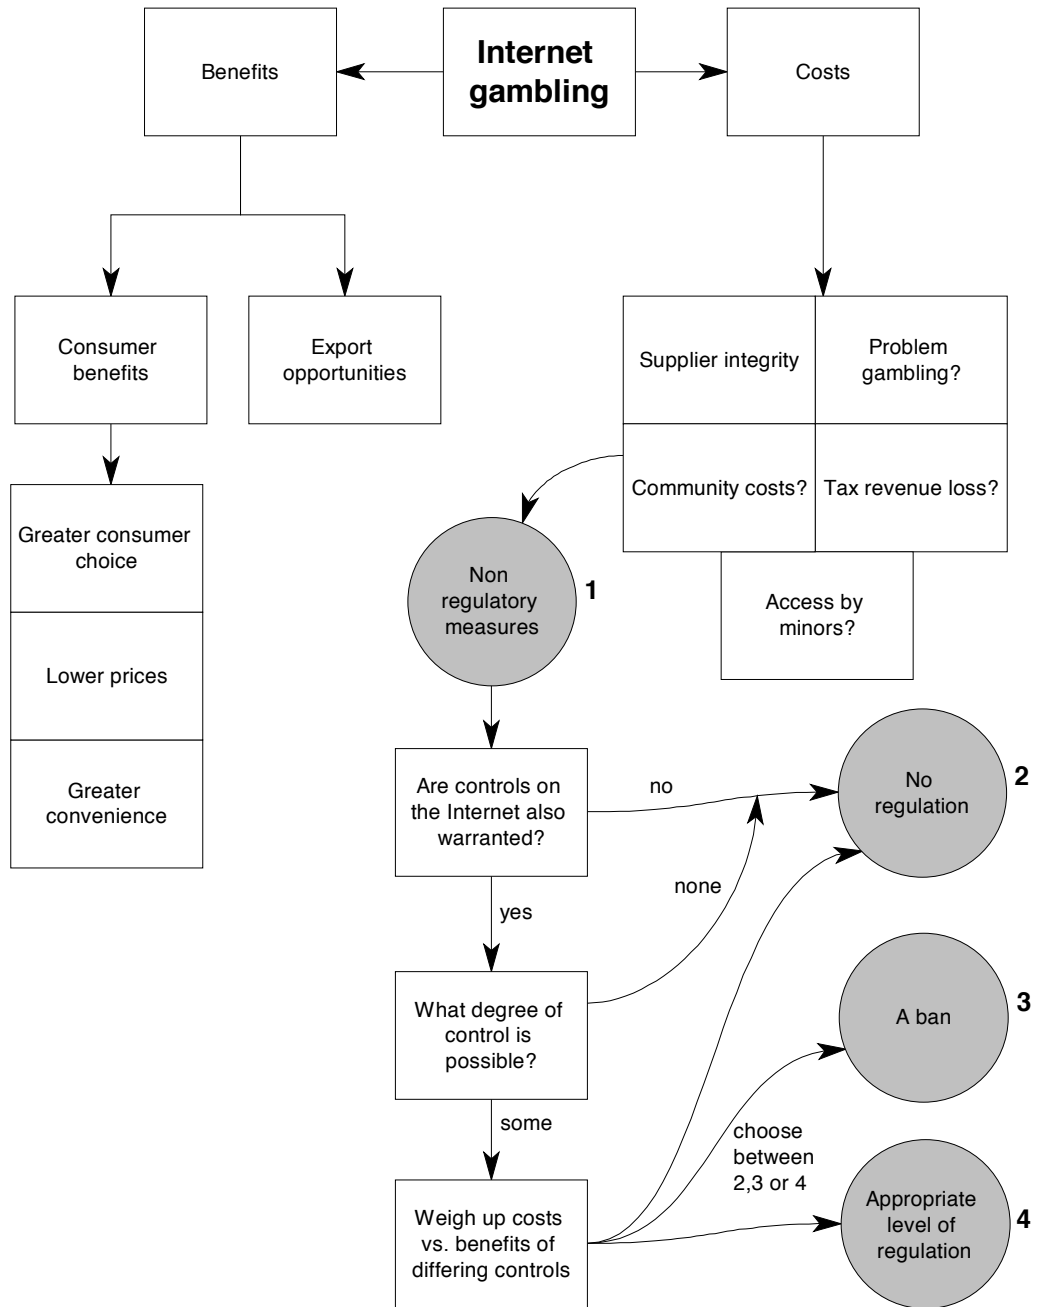 Benefits
Internet
gambling
Costs
Consumer
benefits
Export
opportunities
Supplier integrity
Problem
gambling?
Community costs?
Tax revenue loss?
Access by
minors?
Greater consumer
choice
Lower prices
Greater
convenience
Non
regulatory
measures
1
Are controls on
the Internet also
warranted?
no
No
regulation
2
yes
none
What degree of
control is
possible?
A ban
3
some
choose
between
2,3 or 4
Weigh up costs
vs. benefits of
differing controls
Appropriate
level of
regulation
4